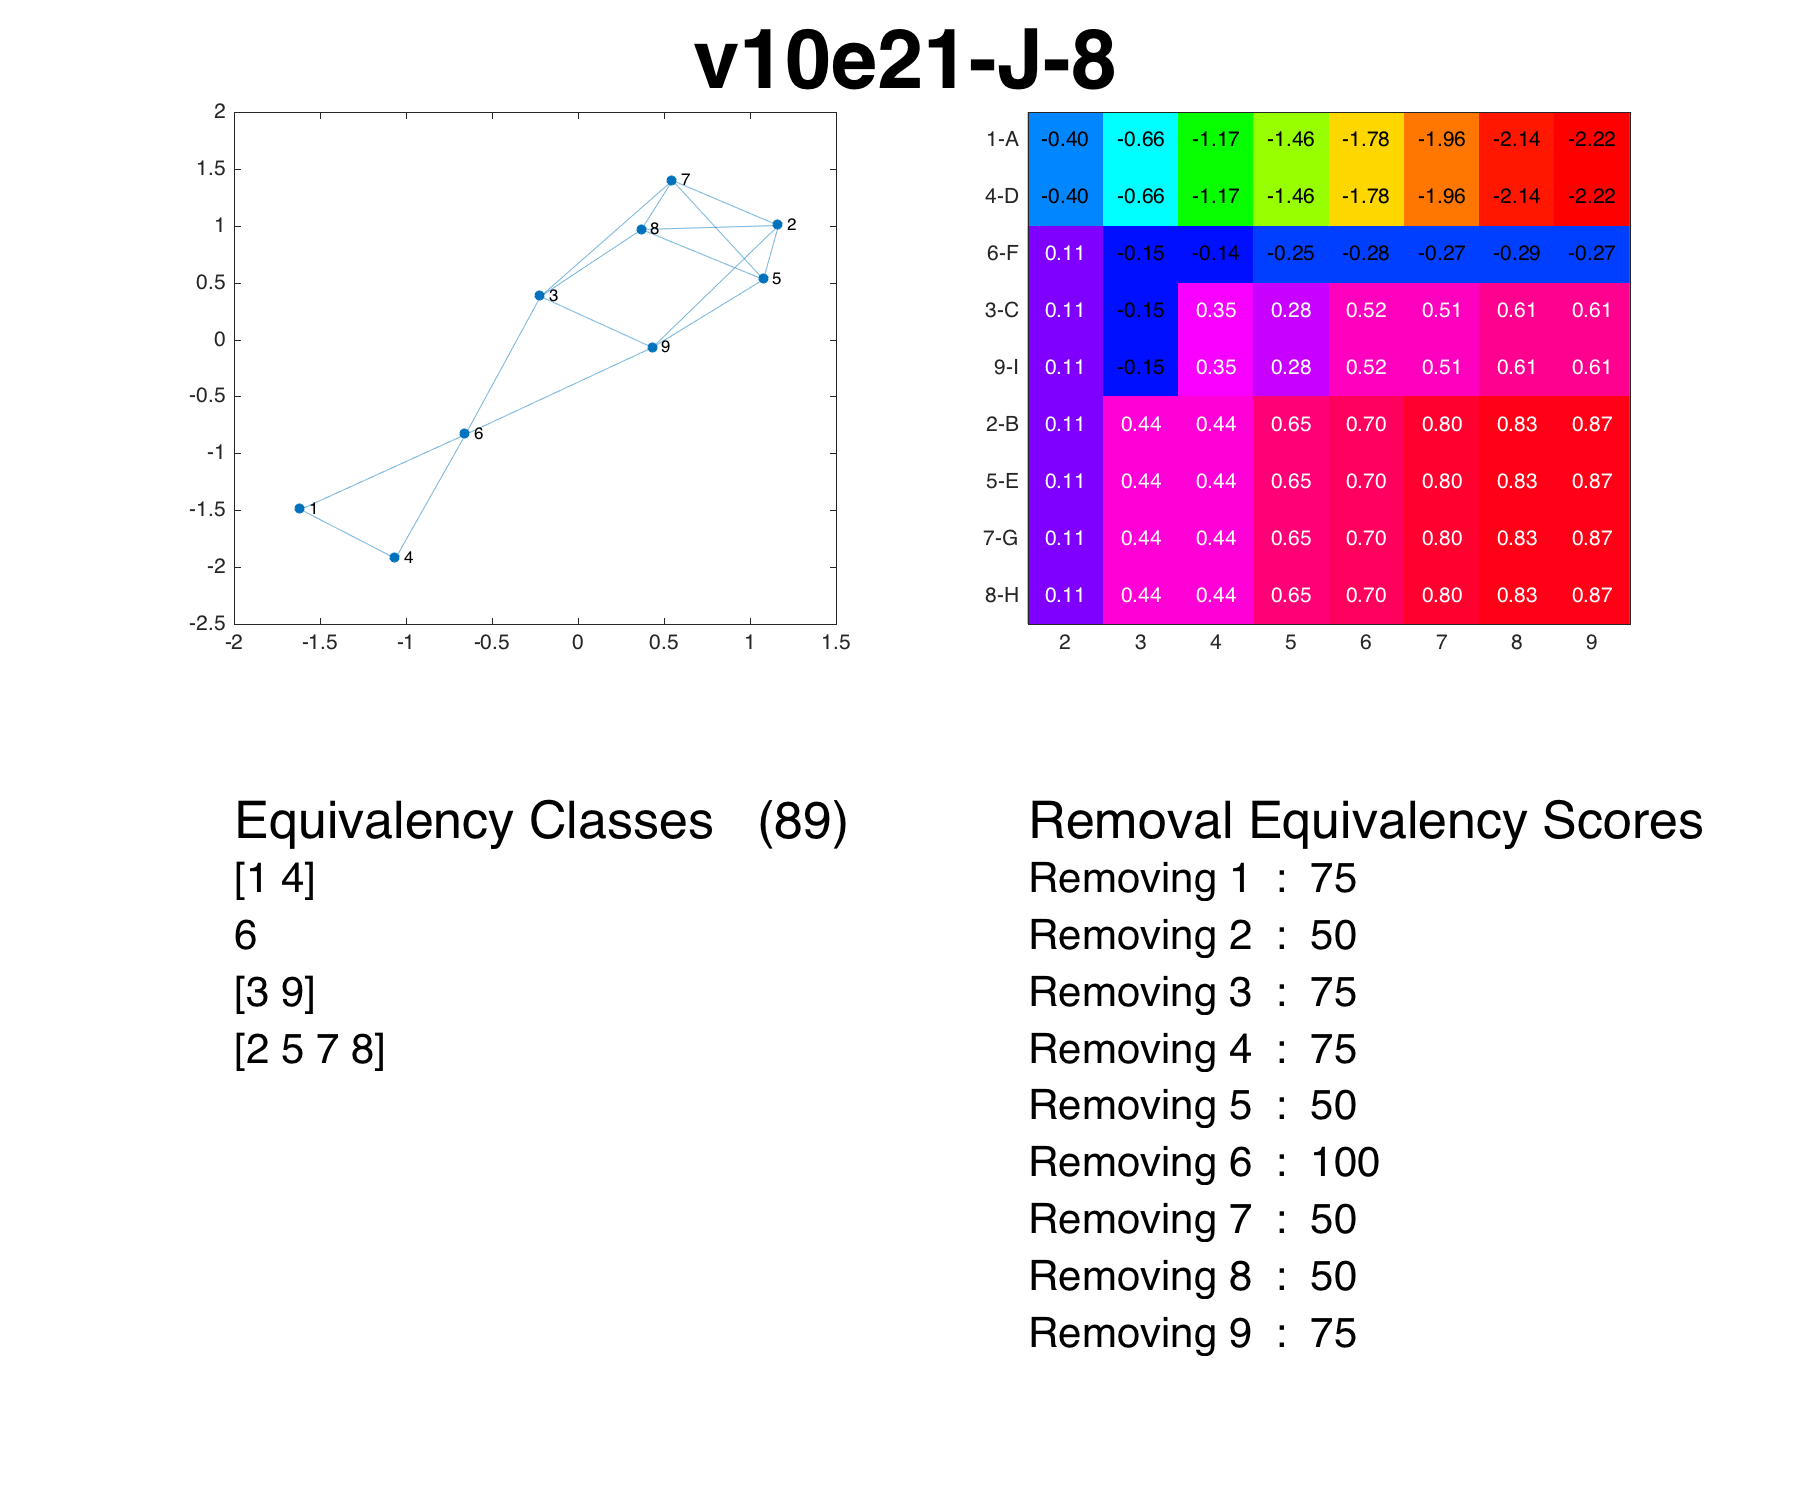 v10e21-J-8
2
1.5
1
0.5
0
-0.5
-1
-1.5
-2
-2.5
-2 -1.5 -1 -0.5 0 0.5 1 1.5
7
2
8
5
3
9
6
1
4
1-A -0.40 -0.66 -1.17 -1.46 -1.78 -1.96 -2.14 -2.22
4-D -0.40 -0.66 -1.17 -1.46 -1.78 -1.96 -2.14 -2.22
6-F 0.11 -0.15 -0.14 -0.25 -0.28 -0.27 -0.29 -0.27
3-C 0.11 -0.15 0.35 0.28 0.52 0.51 0.61 0.61
9-I 0.11 -0.15 0.35 0.28 0.52 0.51 0.61 0.61
2-B 0.11 0.44 0.44 0.65 0.70 0.80 0.83 0.87
5-E 0.11 0.44 0.44 0.65 0.70 0.80 0.83 0.87
7-G 0.11 0.44 0.44 0.65 0.70 0.80 0.83 0.87
8-H 0.11 0.44 0.44 0.65 0.70 0.80 0.83 0.87
2 3 4 5 6 7 8 9
Equivalency Classes (89)
[1 4]
6
[3 9]
[2 5 7 8]
Removal Equivalency Scores
Removing 1 : 75
Removing 2 : 50
Removing 3 : 75
Removing 4 : 75
Removing 5 : 50
Removing 6 : 100
Removing 7 : 50
Removing 8 : 50
Removing 9 : 75